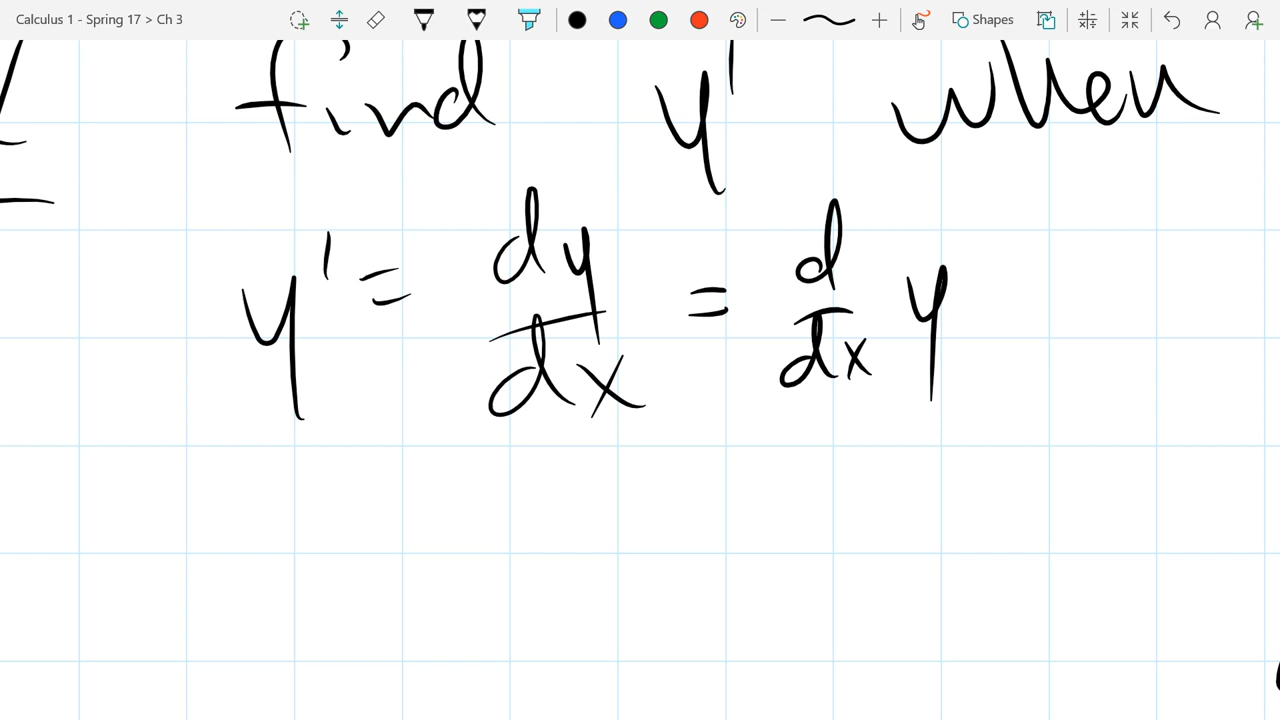 Calculus 1 - Spring 17 > Ch 3
Shapes
find y' when
y' = dy/dx = d/dx y